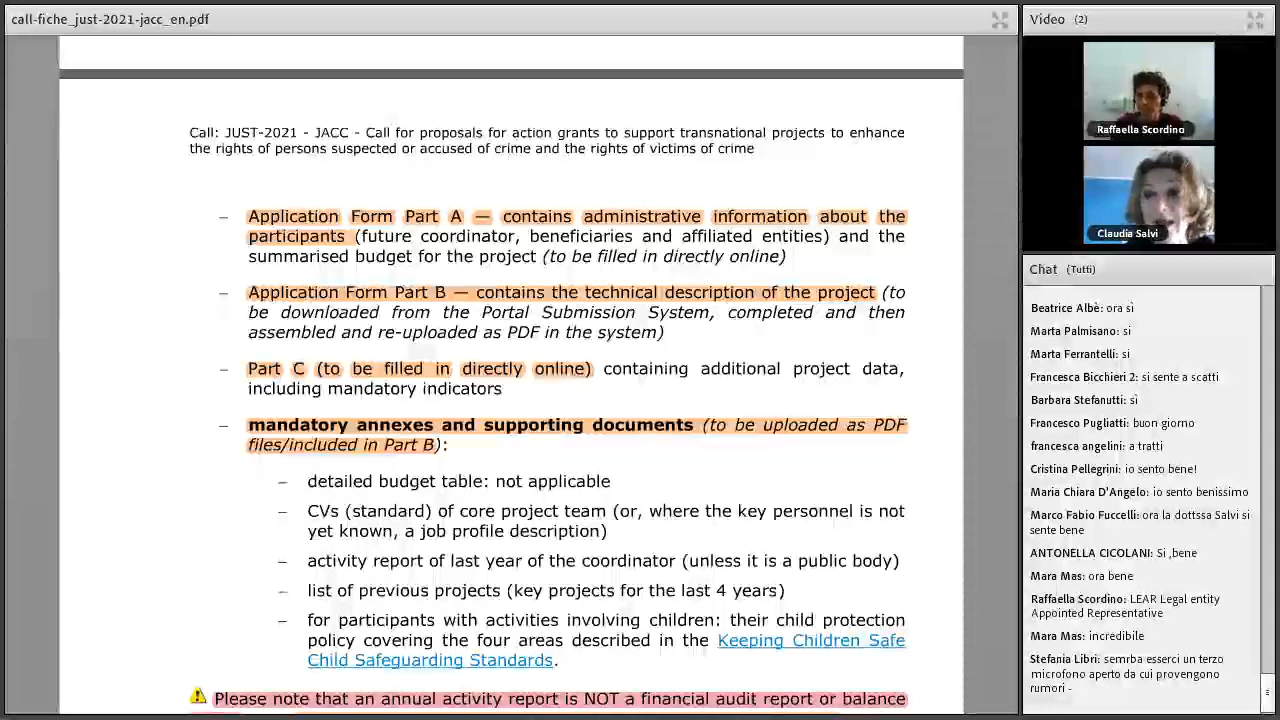 call-fiche_just-2021-jacc_en.pdf
Call: JUST-2021 - JACC - Call for proposals for action grants to support transnational projects to enhance
the rights of persons suspected or accused of crime and the rights of victims of crime
– Application Form Part A — contains administrative information about the
participants (future coordinator, beneficiaries and affiliated entities) and the
summarised budget for the project (to be filled in directly online)
– Application Form Part B — contains the technical description of the project (to
be downloaded from the Portal Submission System, completed and then
assembled and re-uploaded as PDF in the system)
– Part C (to be filled in directly online) containing additional project data,
including mandatory indicators
– mandatory annexes and supporting documents (to be uploaded as PDF
files/included in Part B):
– detailed budget table: not applicable
– CVs (standard) of core project team (or, where the key personnel is not
yet known, a job profile description)
– activity report of last year of the coordinator (unless it is a public body)
– list of previous projects (key projects for the last 4 years)
– for participants with activities involving children: their child protection
policy covering the four areas described in the Keeping Children Safe
Child Safeguarding Standards.
Please note that an annual activity report is NOT a financial audit report or balance
Video (2)
Raffaella Scordino
Claudia Salvi
Chat (Tutti)
Beatrice Albè: ora sì
Marta Palmisano: si
Marta Ferrantelli: si
Francesca Bicchieri 2: si sente a scatti
Barbara Stefanutti: sì
Francesco Pugliatti: buon giorno
francesca angelini: a tratti
Cristina Pellegrini: io sento bene!
Maria Chiara D'Angelo: io sento benissimo
Marco Fabio Fuccelli: ora la dottssa Salvi si
sente bene
ANTONELLA CICOLANI: Si ,bene
Mara Mas: ora bene
Raffaella Scordino: LEAR Legal entity
Appointed Representative
Mara Mas: incredibile
Stefania Libri: semrba esserci un terzo
microfono aperto da cui provengono
rumori -